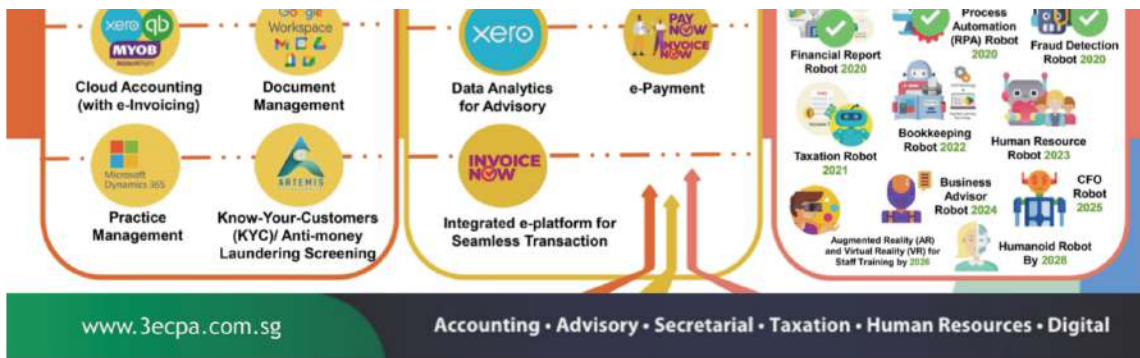 xero qb
MYOB
Cloud Accounting
(with e-Invoicing)
Google
Workspace
Document
Management
Microsoft
Dynamics 365
Practice
Management
ARTEMIS
Know-Your-Customers
(KYC)/ Anti-money
Laundering Screening
xero
Data Analytics
for Advisory
PAY
NOW
INVOICE
NOW
e-Payment
INVOICE
NOW
Integrated e-platform for
Seamless Transaction
Financial Report
Robot 2020
Process
Automation
(RPA) Robot
2020
Fraud Detection
Robot 2020
Taxation Robot
2021
Bookkeeping
Robot 2022
Human Resource
Robot 2023
Augmented Reality (AR)
and Virtual Reality (VR) for
Staff Training by 2026
Business
Advisor
Robot 2024
CFO
Robot
2025
Humanoid Robot
By 2028
www.3ecpa.com.sg
Accounting • Advisory • Secretarial • Taxation • Human Resources • Digital